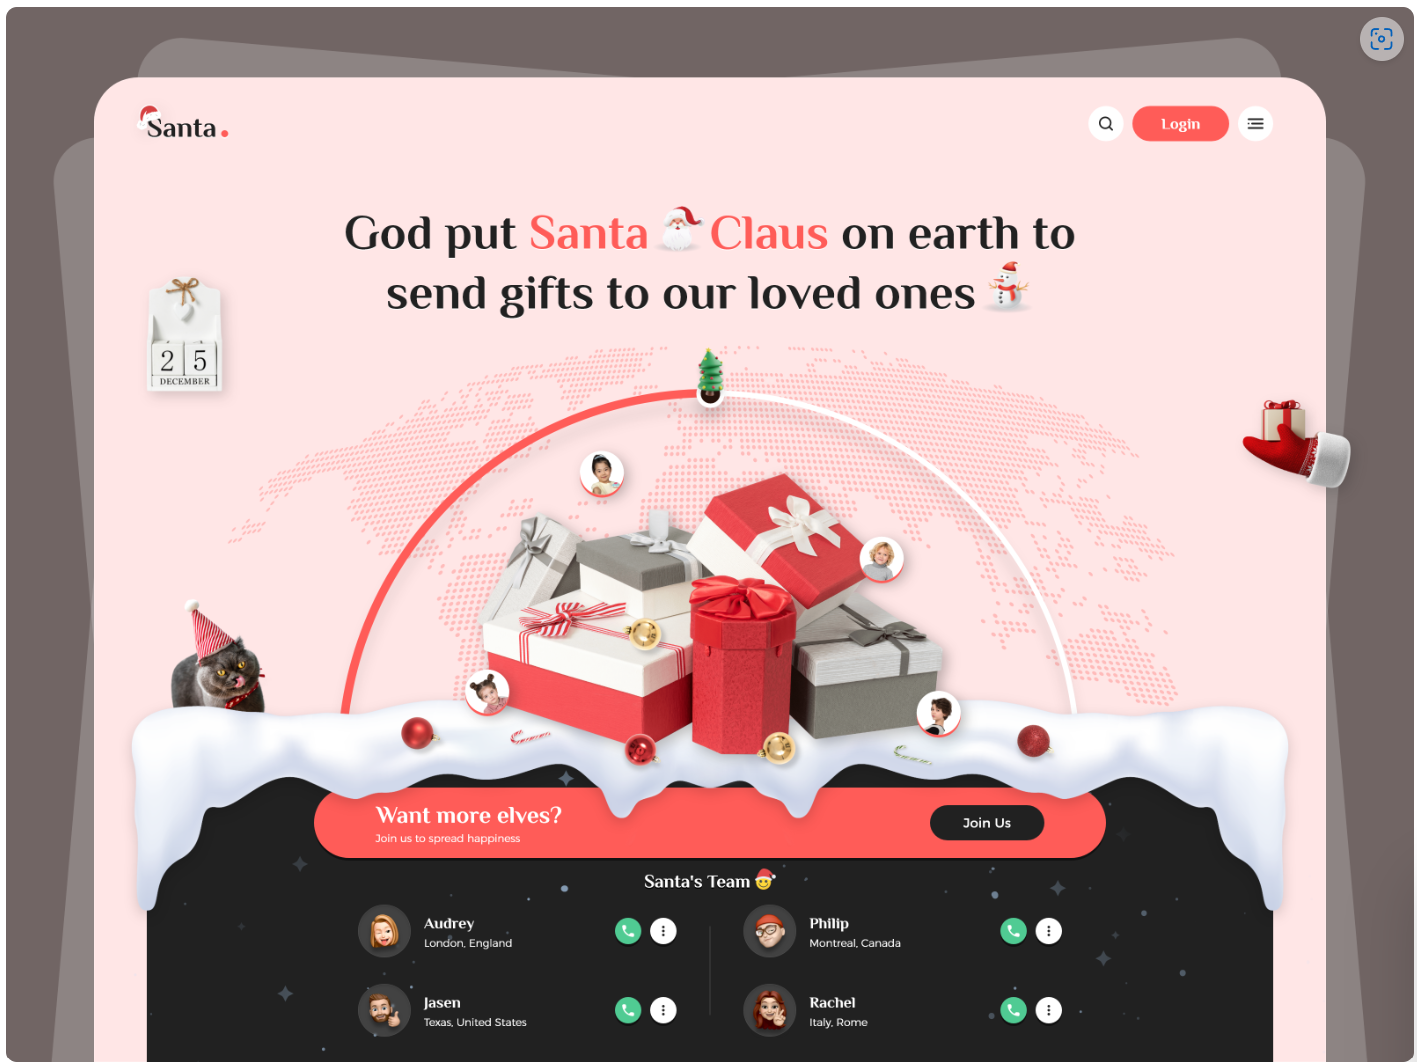 Santa.
Login
God put Santa Claus on earth to
send gifts to our loved ones
2 5
DECEMBER
Want more elves?
Join us to spread happiness
Join Us
Santa's Team
Audrey
London, England
Philip
Montreal, Canada
Jasen
Texas, United States
Rachel
Italy, Rome